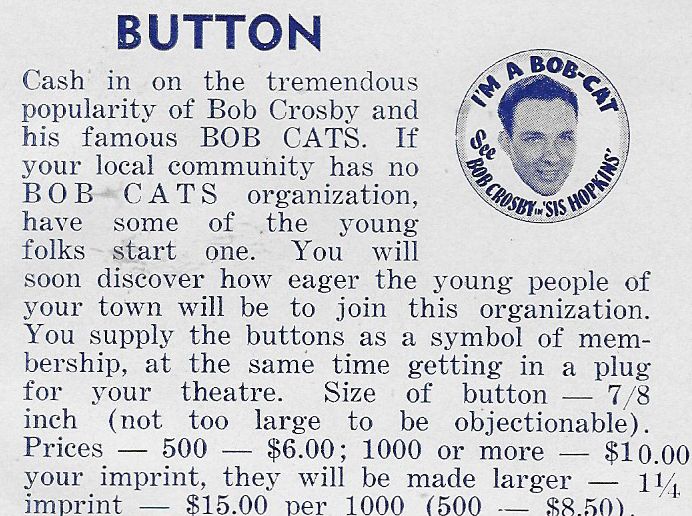 BUTTON
Cash in on the tremendous
popularity of Bob Crosby and
his famous BOB CATS. If
your local community has no
BOB CATS organization,
have some of the young
folks start one. You will
soon discover how eager the young people of
your town will be to join this organization.
You supply the buttons as a symbol of mem-
bership, at the same time getting in a plug
for your theatre. Size of button — 7/8
inch (not too large to be objectionable).
Prices — 500 — $6.00; 1000 or more — $10.00
your imprint, they will be made larger — 1¼
imprint — $15.00 per 1000 (500 — $8.50).
I'M A BOB-CAT
See
BOB CROSBY IN 'SIS HOPKINS'